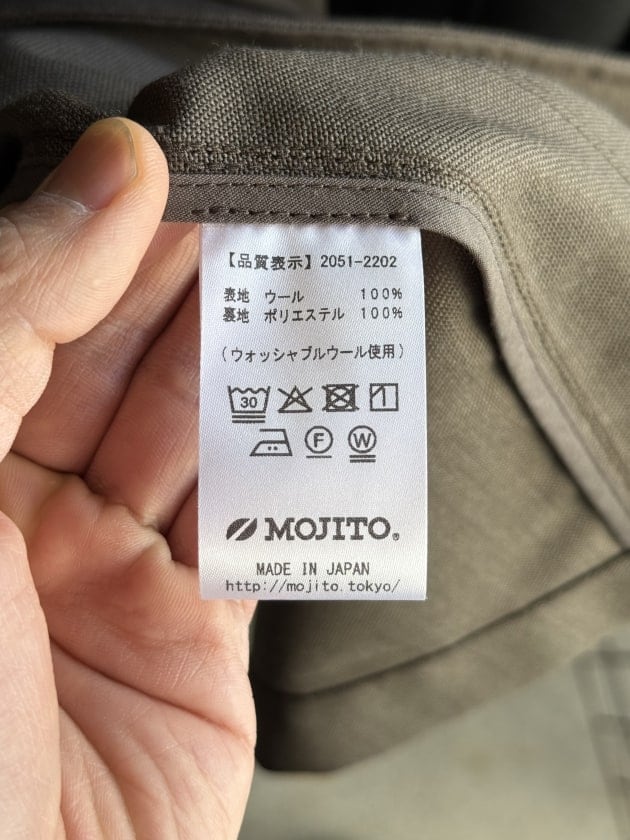 【品質表示】2051-2202
表地 ウール 100%
裏地 ポリエステル 100%
(ウォッシャブルウール使用)
30
F W
MOJITO®
MADE IN JAPAN
http://mojito.tokyo/